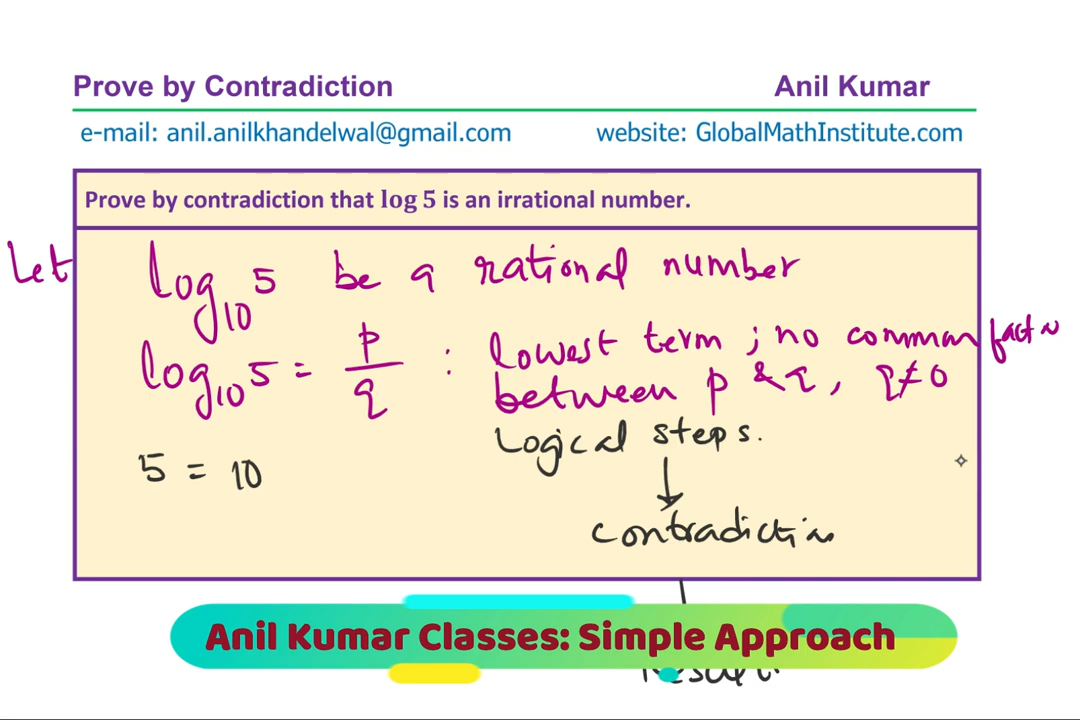 Prove by Contradiction Anil Kumar
e-mail: anil.anilkhandelwal@gmail.com website: GlobalMathInstitute.com
Prove by contradiction that log 5 is an irrational number.
Let log₁₀ 5 be a rational number
log₁₀ 5 = p/q : lowest term ; no common factor
between p & q, q≠0
Logical steps.
5 = 10
↓
contradiction
Anil Kumar Classes: Simple Approach